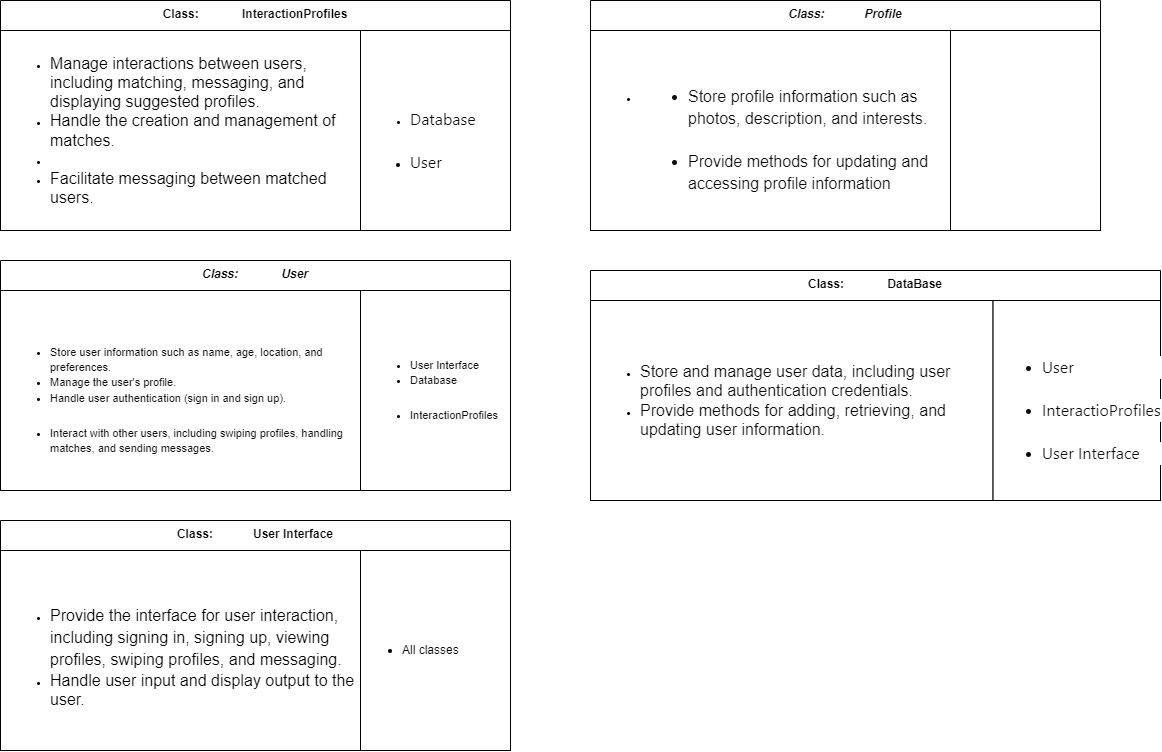 Class: InteractionProfiles
Manage interactions between users,
including matching, messaging, and
displaying suggested profiles.
Handle the creation and management of
matches.
Facilitate messaging between matched
users.
Database
User
Class: Profile
Store profile information such as
photos, description, and interests.
Provide methods for updating and
accessing profile information
Class: User
Store user information such as name, age, location, and
preferences.
Manage the user's profile.
Handle user authentication (sign in and sign up).
Interact with other users, including swiping profiles, handling
matches, and sending messages.
User Interface
Database
InteractionProfiles
Class: DataBase
Store and manage user data, including user
profiles and authentication credentials.
Provide methods for adding, retrieving, and
updating user information.
User
InteractioProfiles
User Interface
Class: User Interface
Provide the interface for user interaction,
including signing in, signing up, viewing
profiles, swiping profiles, and messaging.
Handle user input and display output to the
user.
All classes